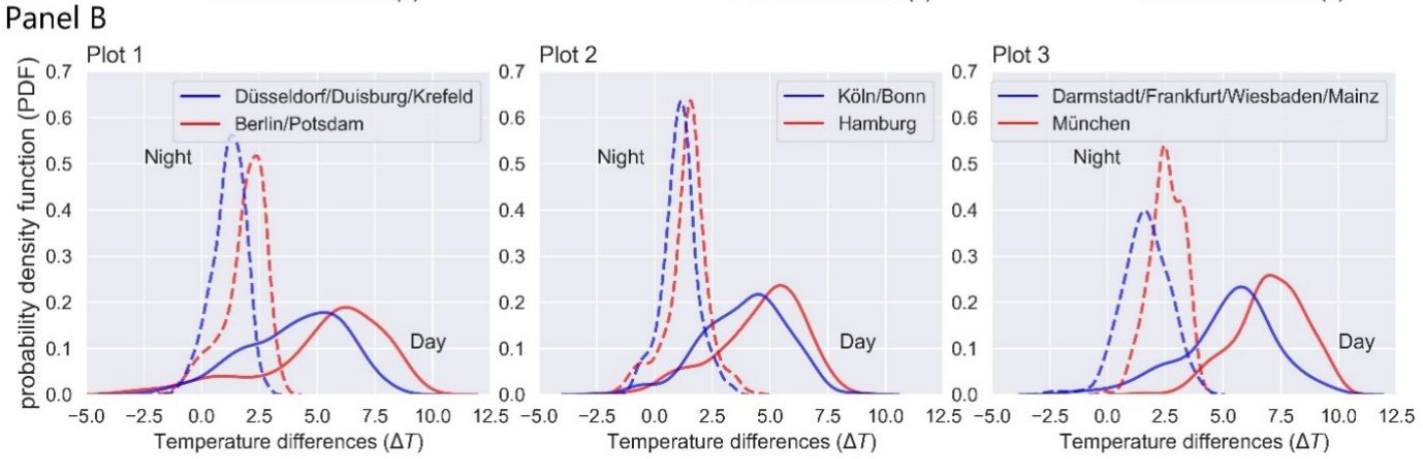 Panel B
Plot 1
probability density function (PDF)
0.7
0.6
0.5
0.4
0.3
0.2
0.1
0.0
Düsseldorf/Duisburg/Krefeld
Berlin/Potsdam
Night
Day
−5.0 −2.5 0.0 2.5 5.0 7.5 10.0 12.5
Temperature differences (ΔT)
Plot 2
0.7
0.6
0.5
0.4
0.3
0.2
0.1
0.0
Köln/Bonn
Hamburg
Night
Day
−5.0 −2.5 0.0 2.5 5.0 7.5 10.0 12.5
Temperature differences (ΔT)
Plot 3
0.7
0.6
0.5
0.4
0.3
0.2
0.1
0.0
Darmstadt/Frankfurt/Wiesbaden/Mainz
München
Night
Day
−5.0 −2.5 0.0 2.5 5.0 7.5 10.0 12.5
Temperature differences (ΔT)